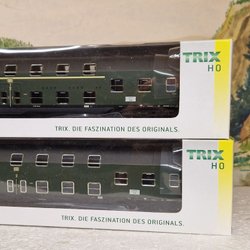 TRIX
H0
TRIX. DIE FASZINATION DES ORIGINALS.
TRIX
H0
TRIX. DIE FASZINATION DES ORIGINALS.